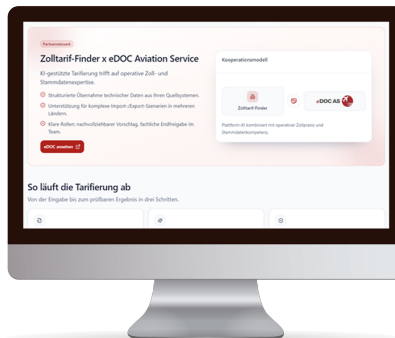 Partnernetzwerk
Zolltarif-Finder x eDOC Aviation Service
KI-gestützte Tarifierung trifft auf operative Zoll- und
Stammdatenexpertise.
Strukturierte Übernahme technischer Daten aus Ihren Quellsystemen.
Unterstützung für komplexe Import-/Export-Szenarien in mehreren
Ländern.
Klare Rollen: nachvollziehbarer Vorschlag, fachliche Endfreigabe im
Team.
eDOC ansehen
Kooperationsmodell
Zolltarif-Finder
eDOC AS
Plattform-KI kombiniert mit operativer Zollpraxis und
Stammdatenkompetenz.
So läuft die Tarifierung ab
Von der Eingabe bis zum prüfbaren Ergebnis in drei Schritten.